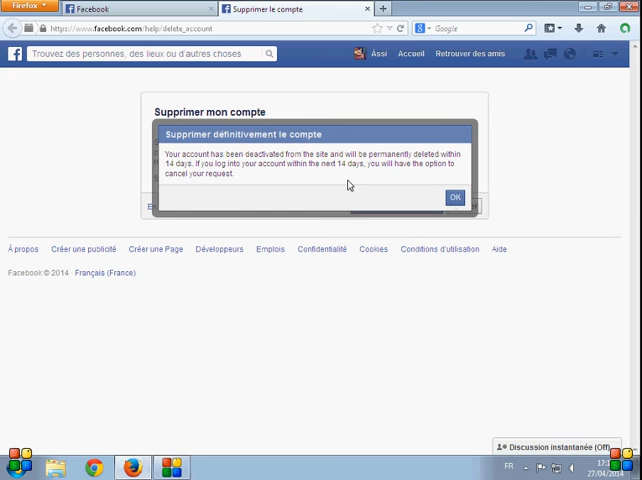 Firefox
Facebook
Supprimer le compte
https://www.facebook.com/help/delete_account
Google
Trouvez des personnes, des lieux ou d'autres choses
Assi
Accueil
Retrouver des amis
Supprimer mon compte
Supprimer définitivement le compte
Your account has been deactivated from the site and will be permanently deleted within
14 days. If you log into your account within the next 14 days, you will have the option to
cancel your request.
OK
À propos
Créer une publicité
Créer une Page
Développeurs
Emplois
Confidentialité
Cookies
Conditions d'utilisation
Aide
Facebook © 2014 · Français (France)
Discussion instantanée (Off)
FR
27/04/2014